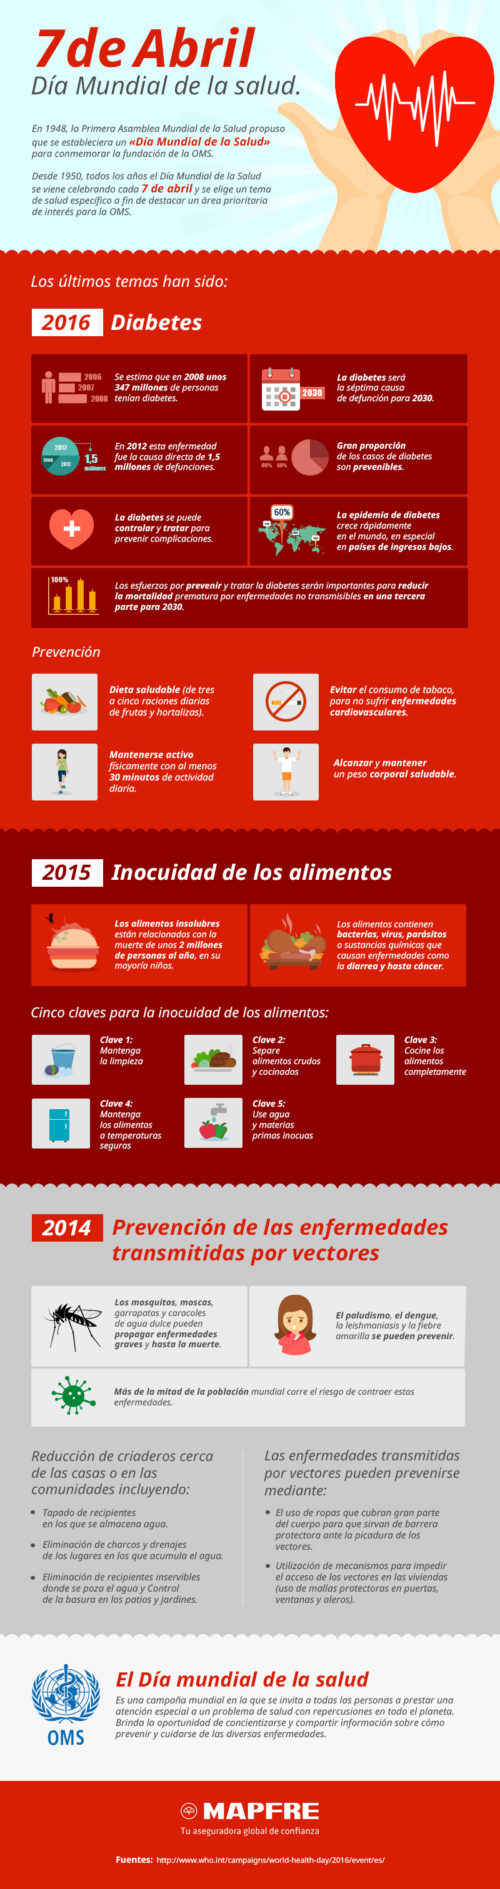 7 de Abril
Día Mundial de la salud.
En 1948, la Primera Asamblea Mundial de la Salud propuso
que se estableciera un «Día Mundial de la Salud»
para conmemorar la fundación de la OMS.
Desde 1950, todos los años el Día Mundial de la Salud
se viene celebrando cada 7 de abril y se elige un tema
de salud específico a fin de destacar un área prioritaria
de interés para la OMS.
Los últimos temas han sido:
2016 Diabetes
2006
2007
2008
Se estima que en 2008 unos
347 millones de personas
tenían diabetes.
2030
La diabetes será
la séptima causa
de defunción para 2030.
2012
2009
2011
1,5
millones
En 2012 esta enfermedad
fue la causa directa de 1,5
millones de defunciones.
Gran proporción
de los casos de diabetes
son prevenibles.
La diabetes se puede
controlar y tratar para
prevenir complicaciones.
60%
La epidemia de diabetes
crece rápidamente
en el mundo, en especial
en países de ingresos bajos.
100%
Los esfuerzos por prevenir y tratar la diabetes serán importantes para reducir
la mortalidad prematura por enfermedades no transmisibles en una tercera
parte para 2030.
Prevención
Dieta saludable (de tres
a cinco raciones diarias
de frutas y hortalizas).
Evitar el consumo de tabaco,
para no sufrir enfermedades
cardiovasculares.
Mantenerse activo
físicamente con al menos
30 minutos de actividad
diaria.
Alcanzar y mantener
un peso corporal saludable.
2015 Inocuidad de los alimentos
Los alimentos insalubres
están relacionados con la
muerte de unos 2 millones
de personas al año, en su
mayoría niños.
Los alimentos contienen
bacterias, virus, parásitos
o sustancias químicas que
causan enfermedades como
la diarrea y hasta cáncer.
Cinco claves para la inocuidad de los alimentos:
Clave 1:
Mantenga
la limpieza
Clave 2:
Separe
alimentos crudos
y cocinados
Clave 3:
Cocine los
alimentos
completamente
Clave 4:
Mantenga
los alimentos
a temperaturas
seguras
Clave 5:
Use agua
y materias
primas inocuas
2014 Prevención de las enfermedades
transmitidas por vectores
Los mosquitos, moscas,
garrapatas y caracoles
de agua dulce pueden
propagar enfermedades
graves y hasta la muerte.
El paludismo, el dengue,
la leishmaniasis y la fiebre
amarilla se pueden prevenir.
Más de la mitad de la población mundial corre el riesgo de contraer estas
enfermedades.
Reducción de criaderos cerca
de las casas o en las
comunidades incluyendo:
Tapado de recipientes
en los que se almacena agua.
Eliminación de charcos y drenajes
de los lugares en los que acumula el agua.
Eliminación de recipientes inservibles
donde se poza el agua y Control
de la basura en los patios y jardines.
Las enfermedades transmitidas
por vectores pueden prevenirse
mediante:
El uso de ropas que cubran gran parte
del cuerpo para que sirvan de barrera
protectora ante la picadura de los
vectores.
Utilización de mecanismos para impedir
el acceso de los vectores en las viviendas
(uso de mallas protectoras en puertas,
ventanas y aleros).
OMS
El Día mundial de la salud
Es una campaña mundial en la que se invita a todas las personas a prestar una
atención especial a un problema de salud con repercusiones en todo el planeta.
Brinda la oportunidad de concientizarse y compartir información sobre cómo
prevenir y cuidarse de las diversas enfermedades.
MAPFRE
Tu aseguradora global de confianza
Fuentes: http://www.who.int/campaigns/world-health-day/2016/event/es/